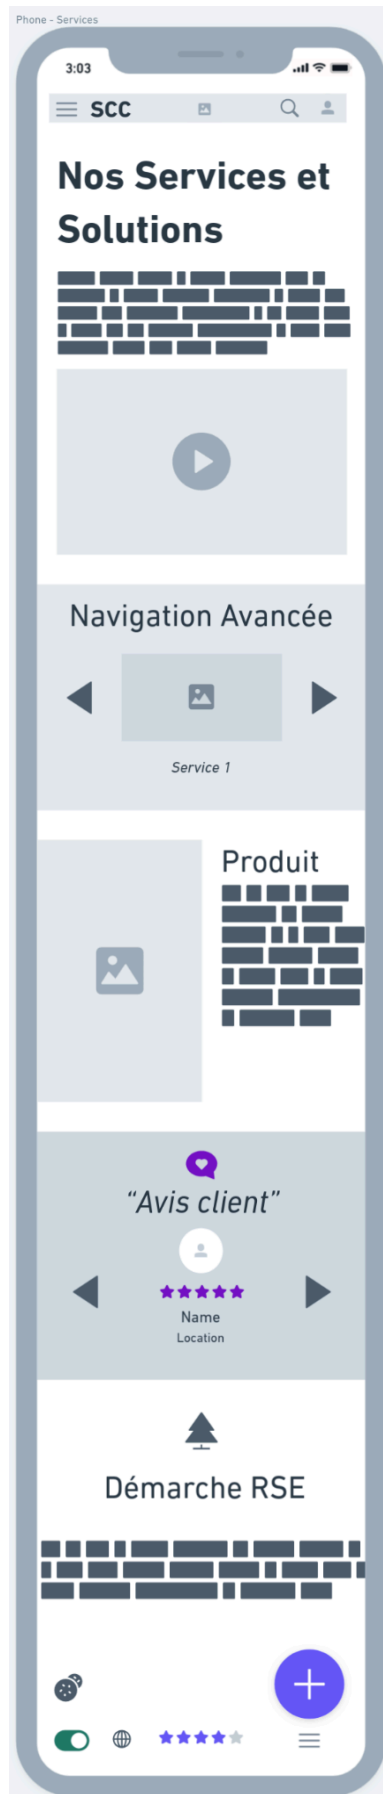 Phone - Services
3:03
SCC
Nos Services et
Solutions
Navigation Avancée
Service 1
Produit
“Avis client”
Name
Location
Démarche RSE